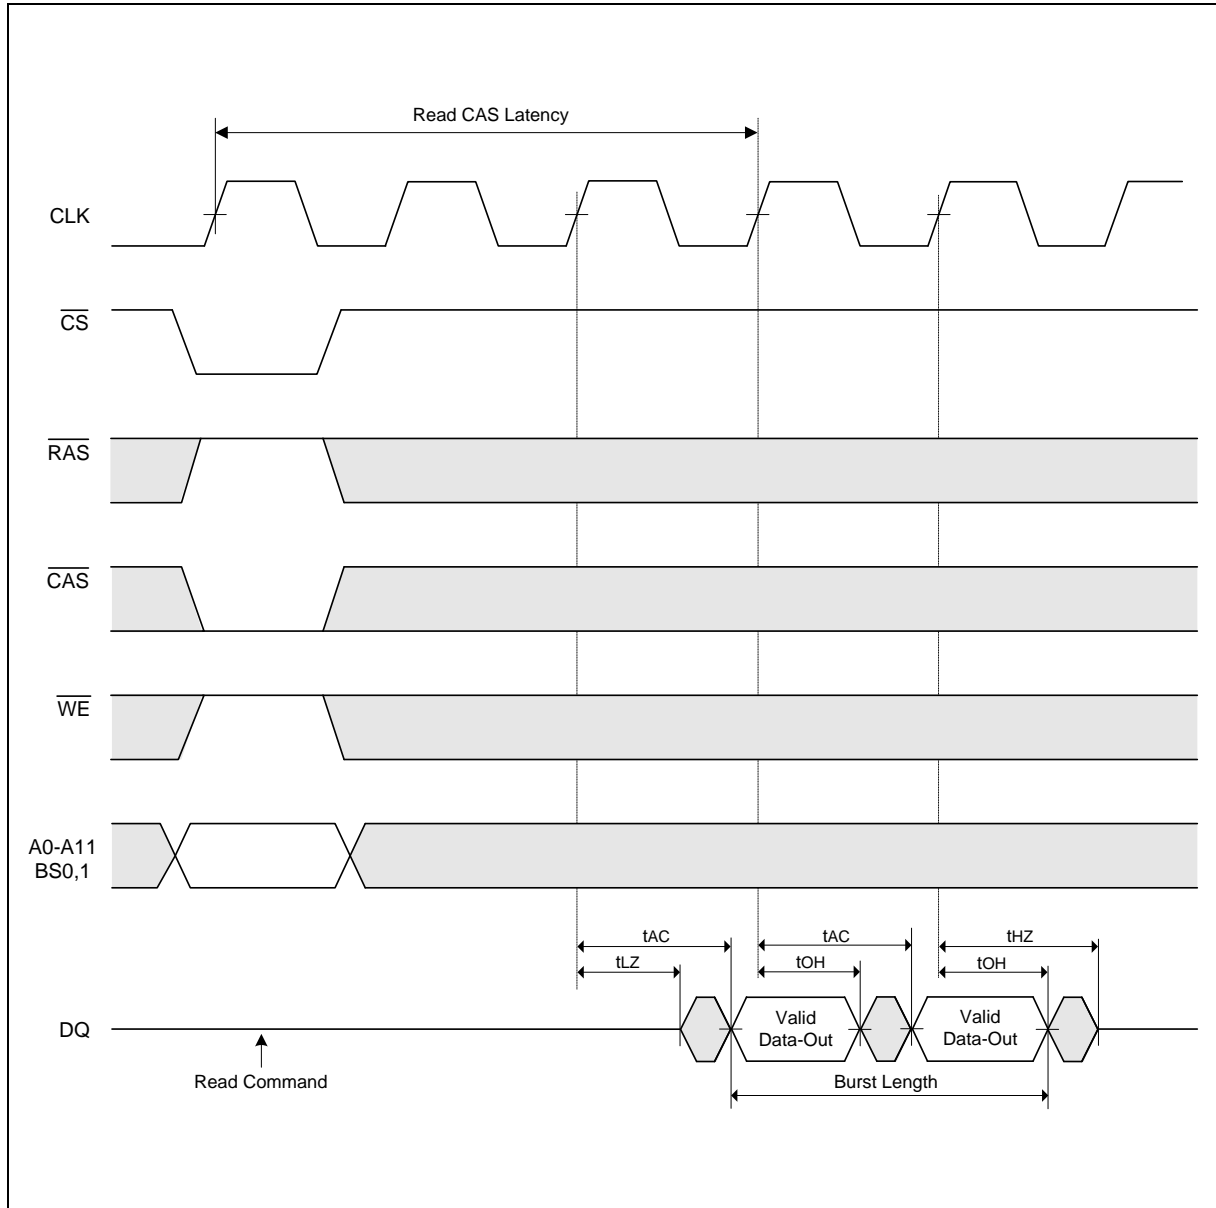 Read CAS Latency
CLK
CS
RAS
CAS
WE
A0-A11
BS0,1
tAC
tAC
tHZ
tLZ
tOH
tOH
DQ
Valid
Data-Out
Valid
Data-Out
Read Command
Burst Length